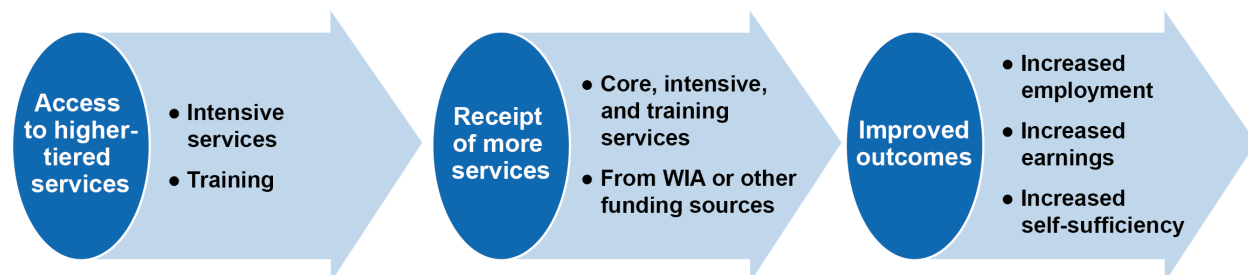 Access
to higher-
tiered
services
● Intensive
services
● Training
Receipt
of more
services
● Core, intensive,
and training
services
● From WIA or other
funding sources
Improved
outcomes
● Increased
employment
● Increased
earnings
● Increased
self-sufficiency